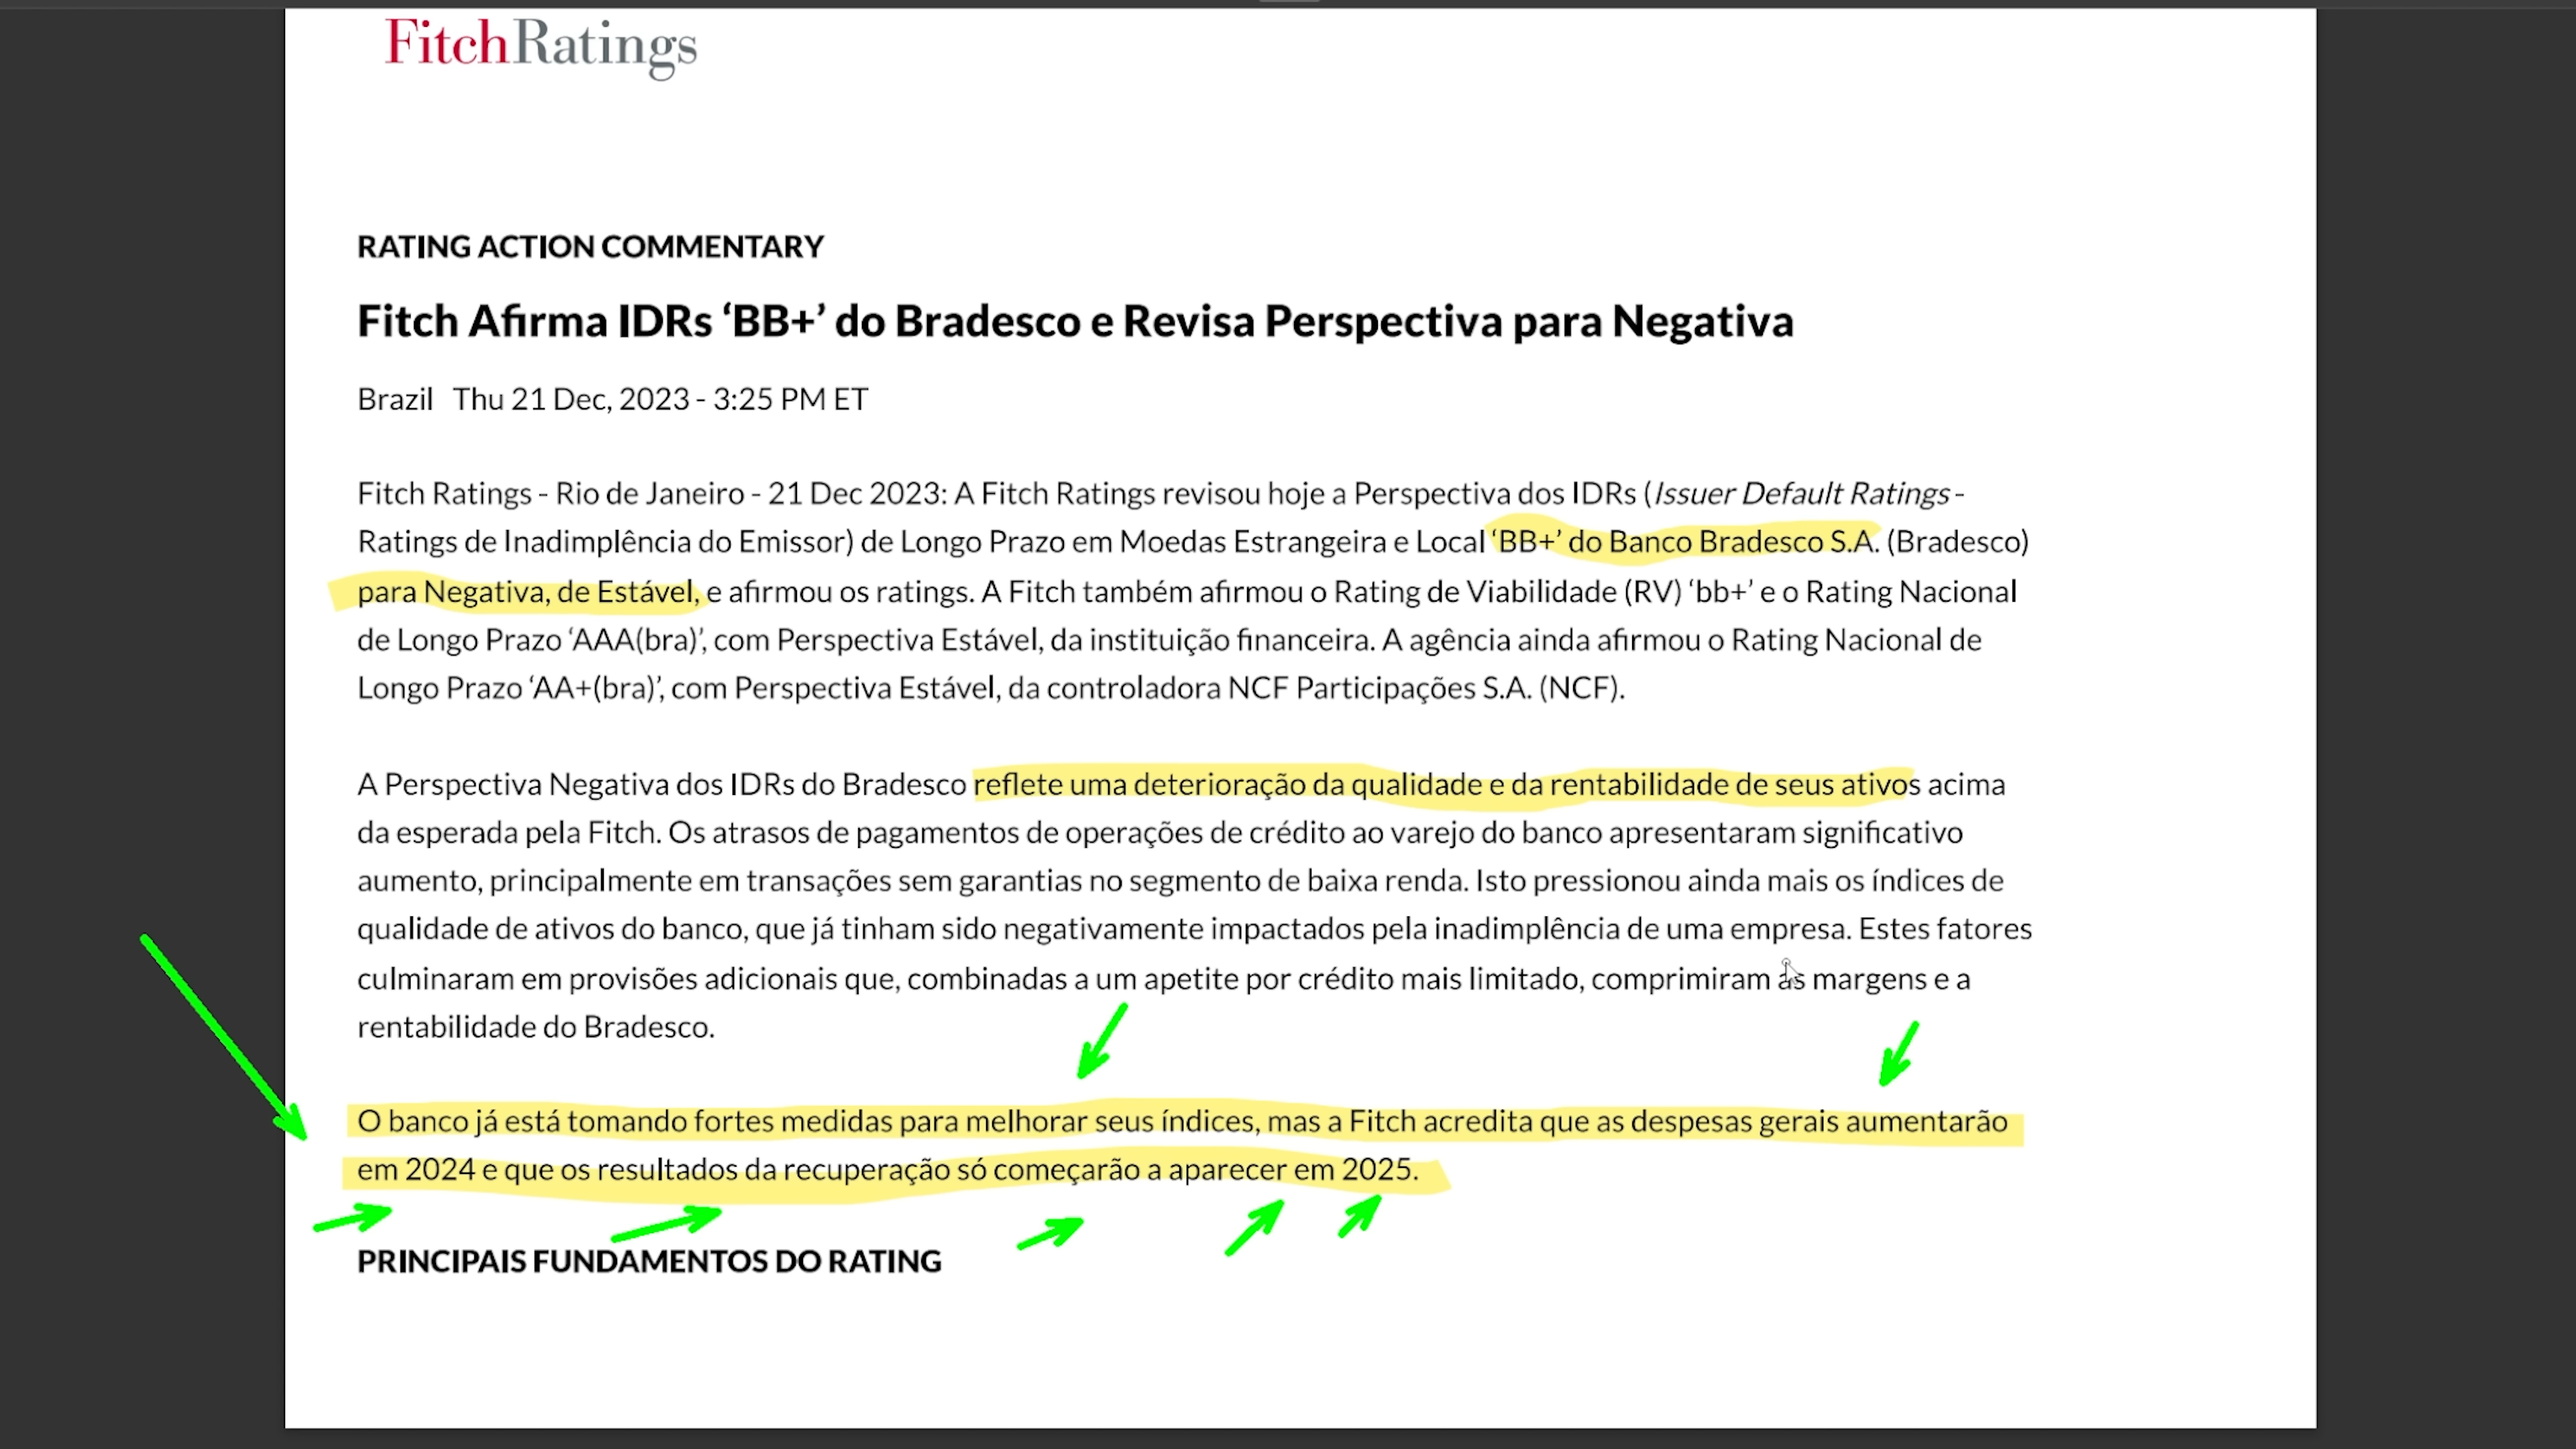 FitchRatings
RATING ACTION COMMENTARY
Fitch Afirma IDRs ‘BB+’ do Bradesco e Revisa Perspectiva para Negativa
Brazil Thu 21 Dec, 2023 - 3:25 PM ET
Fitch Ratings - Rio de Janeiro - 21 Dec 2023: A Fitch Ratings revisou hoje a Perspectiva dos IDRs (Issuer Default Ratings -
Ratings de Inadimplência do Emissor) de Longo Prazo em Moedas Estrangeira e Local ‘BB+’ do Banco Bradesco S.A. (Bradesco)
para Negativa, de Estável, e afirmou os ratings. A Fitch também afirmou o Rating de Viabilidade (RV) ‘bb+’ e o Rating Nacional
de Longo Prazo ‘AAA(bra)’, com Perspectiva Estável, da instituição financeira. A agência ainda afirmou o Rating Nacional de
Longo Prazo ‘AA+(bra)’, com Perspectiva Estável, da controladora NCF Participações S.A. (NCF).
A Perspectiva Negativa dos IDRs do Bradesco reflete uma deterioração da qualidade e da rentabilidade de seus ativos acima
da esperada pela Fitch. Os atrasos de pagamentos de operações de crédito ao varejo do banco apresentaram significativo
aumento, principalmente em transações sem garantias no segmento de baixa renda. Isto pressionou ainda mais os índices de
qualidade de ativos do banco, que já tinham sido negativamente impactados pela inadimplência de uma empresa. Estes fatores
culminaram em provisões adicionais que, combinadas a um apetite por crédito mais limitado, comprimiram as margens e a
rentabilidade do Bradesco.
O banco já está tomando fortes medidas para melhorar seus índices, mas a Fitch acredita que as despesas gerais aumentarão
em 2024 e que os resultados da recuperação só começarão a aparecer em 2025.
PRINCIPAIS FUNDAMENTOS DO RATING